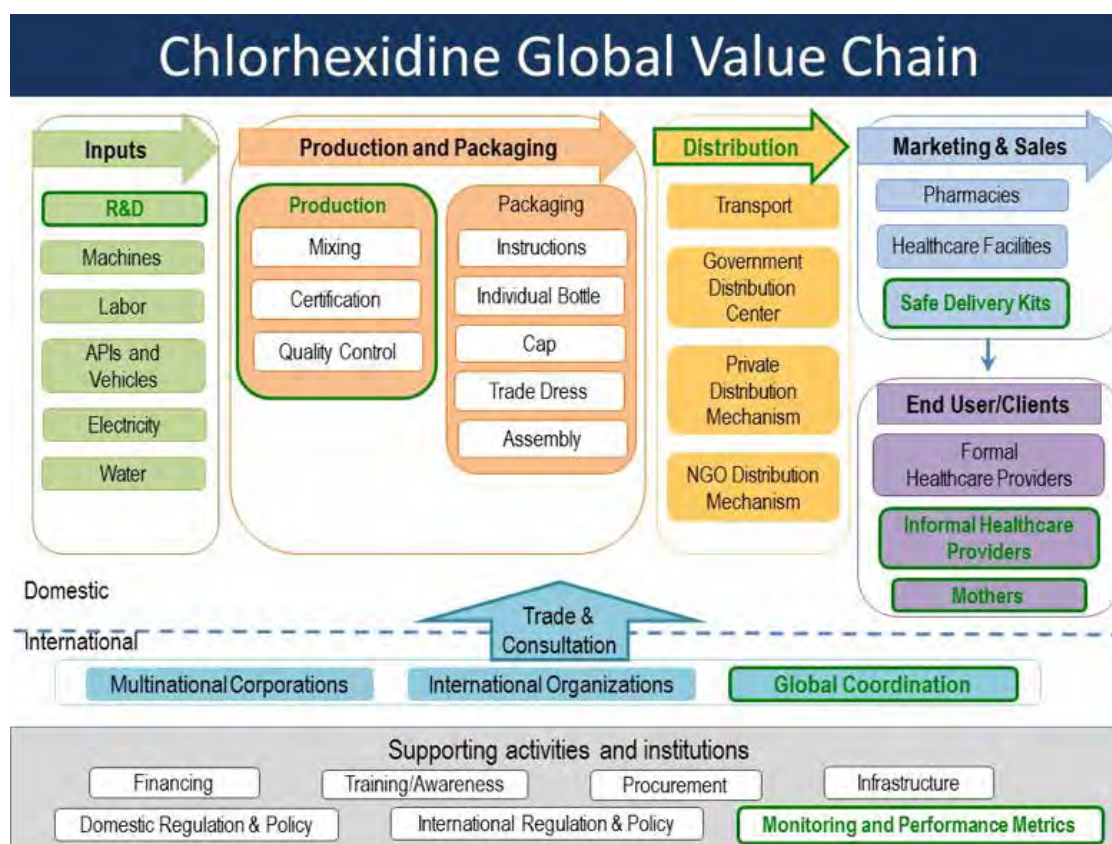 Chlorhexidine Global Value Chain
Inputs
R&D
Machines
Labor
APIs and
Vehicles
Electricity
Water
Production and Packaging
Production
Mixing
Certification
Quality Control
Packaging
Instructions
Individual Bottle
Cap
Trade Dress
Assembly
Distribution
Transport
Government
Distribution
Center
Private
Distribution
Mechanism
NGO Distribution
Mechanism
Marketing & Sales
Pharmacies
Healthcare Facilities
Safe Delivery Kits
End User/Clients
Formal
Healthcare Providers
Informal Healthcare
Providers
Mothers
Domestic
International
Trade &
Consultation
Multinational Corporations
International Organizations
Global Coordination
Supporting activities and institutions
Financing
Training/Awareness
Procurement
Infrastructure
Domestic Regulation & Policy
International Regulation & Policy
Monitoring and Performance Metrics